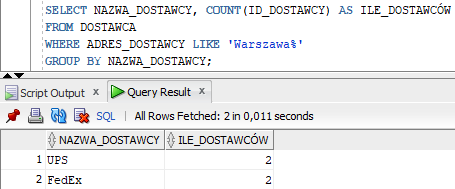 SELECT NAZWA_DOSTAWCY, COUNT(ID_DOSTAWCY) AS ILE_DOSTAWCÓW
FROM DOSTAWCA
WHERE ADRES_DOSTAWCY LIKE 'Warszawa%'
GROUP BY NAZWA_DOSTAWCY;
Script Output x Query Result x
SQL | All Rows Fetched: 2 in 0,011 seconds
NAZWA_DOSTAWCY ILE_DOSTAWCÓW
1 UPS 2
2 FedEx 2